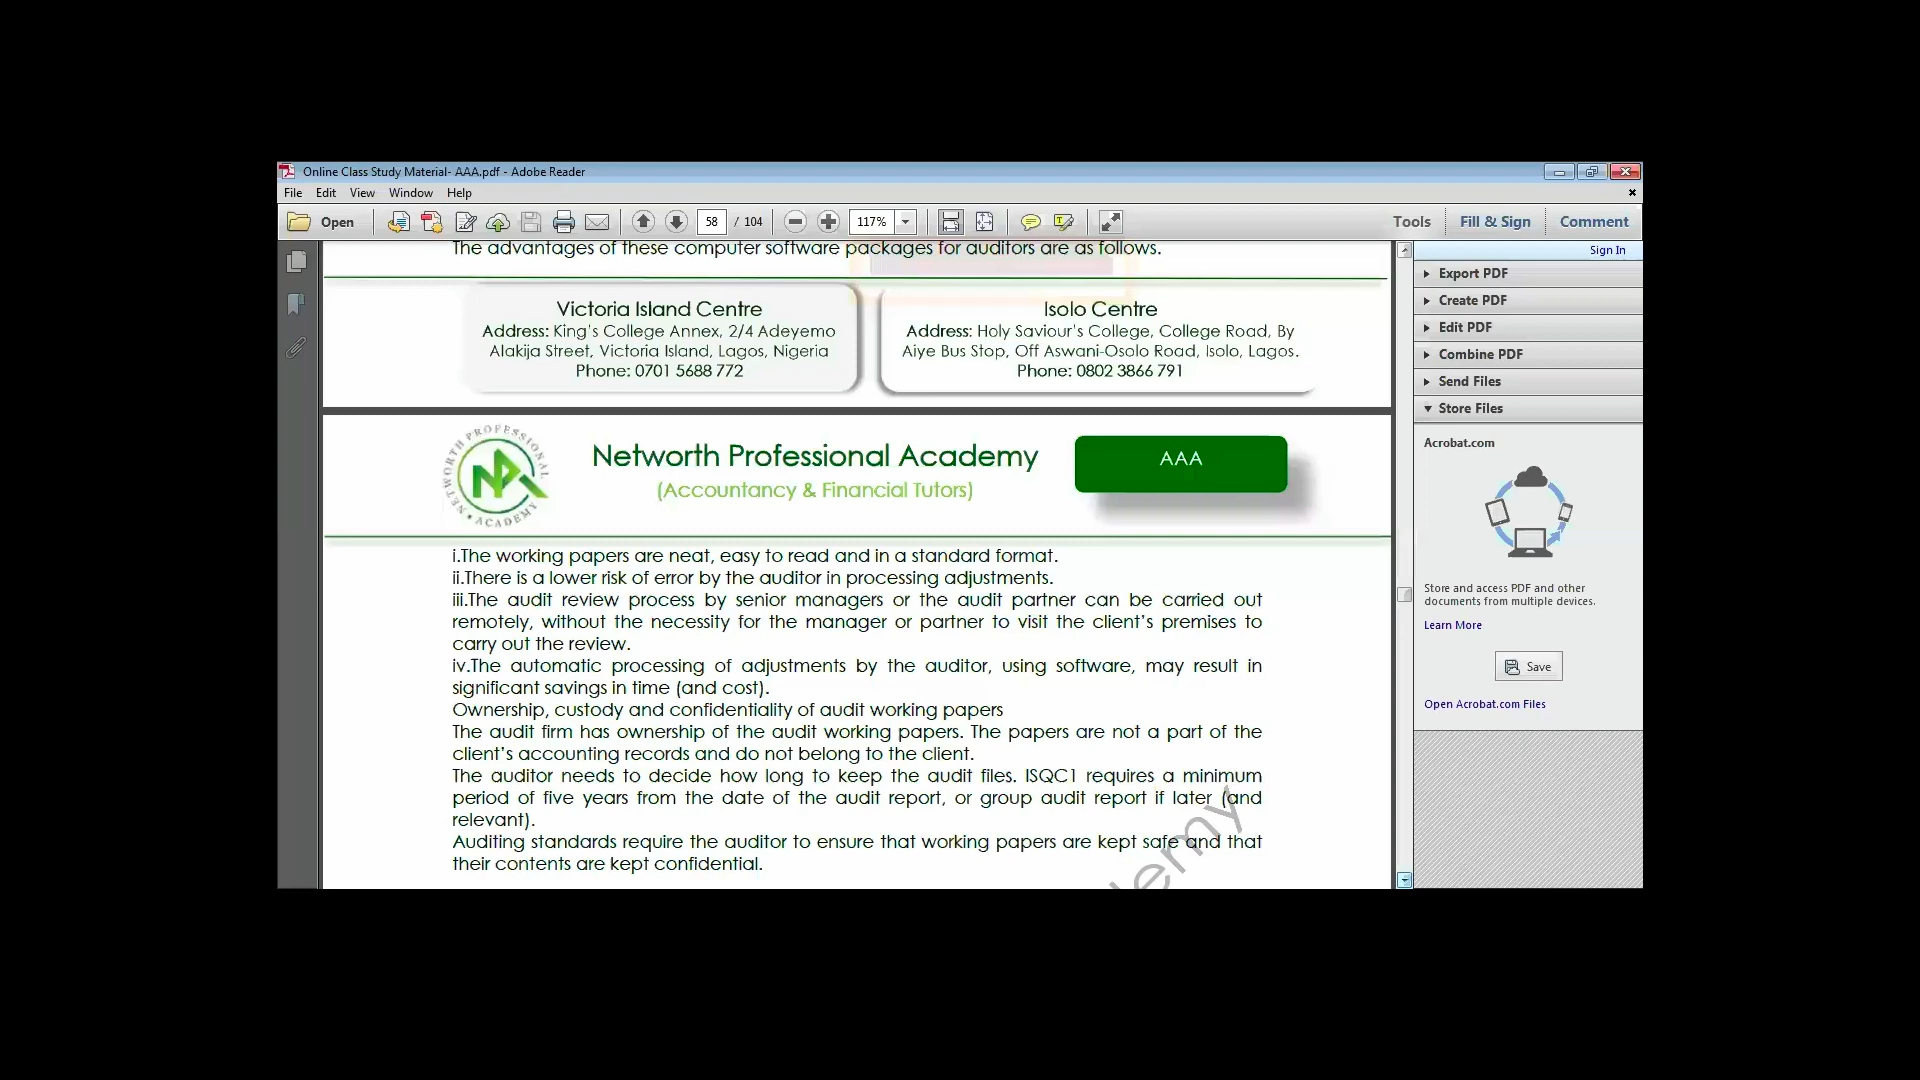 Online Class Study Material- AAA.pdf - Adobe Reader
File Edit View Window Help
Open 58 / 104 117% Tools Fill & Sign Comment
Sign In
The advantages of these computer software packages for auditors are as follows.
Victoria Island Centre
Address: King's College Annex, 2/4 Adeyemo
Alakija Street, Victoria Island, Lagos, Nigeria
Phone: 0701 5688 772
Isolo Centre
Address: Holy Saviour's College, College Road, By
Aiye Bus Stop, Off Aswani-Osolo Road, Isolo, Lagos.
Phone: 0802 3866 791
NETWORTH PROFESSIONAL
• ACADEMY •
Networth Professional Academy
(Accountancy & Financial Tutors)
AAA
i.The working papers are neat, easy to read and in a standard format.
ii.There is a lower risk of error by the auditor in processing adjustments.
iii.The audit review process by senior managers or the audit partner can be carried out
remotely, without the necessity for the manager or partner to visit the client's premises to
carry out the review.
iv.The automatic processing of adjustments by the auditor, using software, may result in
significant savings in time (and cost).
Ownership, custody and confidentiality of audit working papers
The audit firm has ownership of the audit working papers. The papers are not a part of the
client's accounting records and do not belong to the client.
The auditor needs to decide how long to keep the audit files. ISQC1 requires a minimum
period of five years from the date of the audit report, or group audit report if later (and
relevant).
Auditing standards require the auditor to ensure that working papers are kept safe and that
their contents are kept confidential.
demy
Export PDF
Create PDF
Edit PDF
Combine PDF
Send Files
Store Files
Acrobat.com
Store and access PDF and other
documents from multiple devices.
Learn More
Save
Open Acrobat.com Files